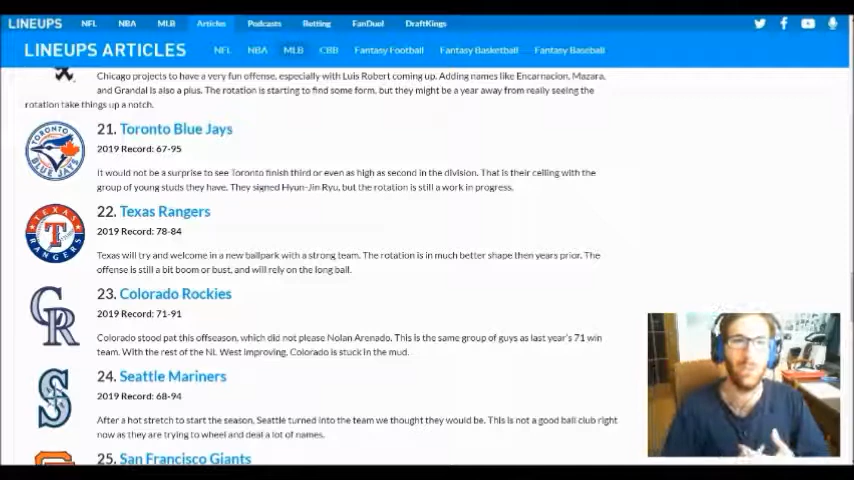 LINEUPS NFL NBA MLB Articles Podcasts Betting FanDuel DraftKings
LINEUPS ARTICLES NFL NBA MLB CBB Fantasy Football Fantasy Basketball Fantasy Baseball
Chicago projects to have a very fun offense, especially with Luis Robert coming up. Adding names like Encarnacion, Mazara,
and Grandal is also a plus. The rotation is starting to find some form, but they might be a year away from really seeing the
rotation take things up a notch.
21. Toronto Blue Jays
TORONTO
BLUE JAYS
2019 Record: 67-95
It would not be a surprise to see Toronto finish third or even as high as second in the division. That is their ceiling with the
group of young studs they have. They signed Hyun-Jin Ryu, but the rotation is still a work in progress.
22. Texas Rangers
TEXAS
T
RANGERS
2019 Record: 78-84
Texas will try and welcome in a new ballpark with a strong team. The rotation is in much better shape then years prior. The
offense is still a bit boom or bust, and will rely on the long ball.
23. Colorado Rockies
CR
2019 Record: 71-91
Colorado stood pat this offseason, which did not please Nolan Arenado. This is the same group of guys as last year's 71 win
team. With the rest of the NL West improving, Colorado is stuck in the mud.
24. Seattle Mariners
S
2019 Record: 68-94
After a hot stretch to start the season, Seattle turned into the team we thought they would be. This is not a good ball club right
now as they are trying to wheel and deal a lot of names.
25. San Francisco Giants